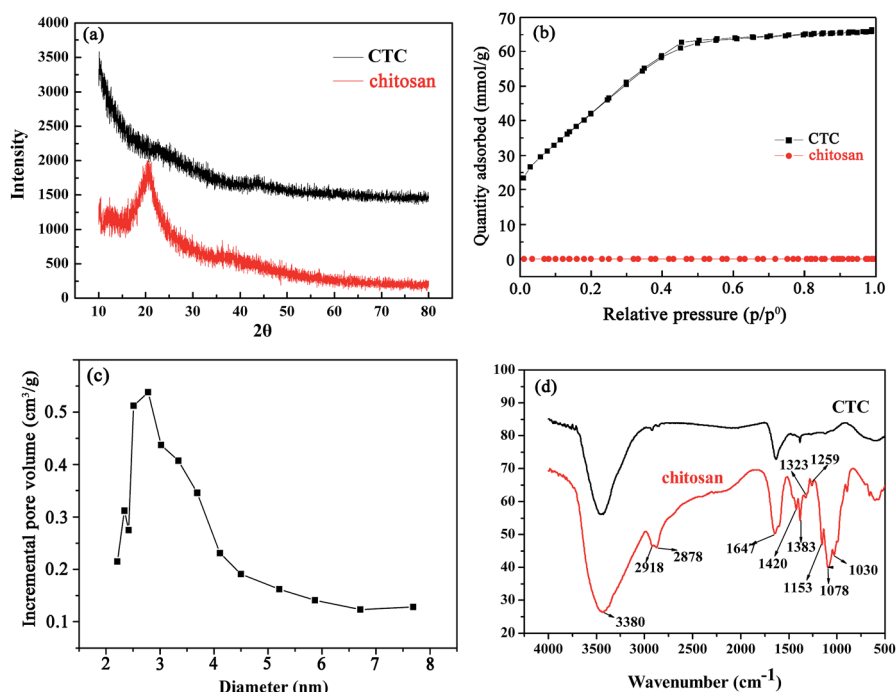 (a)
CTC
chitosan
Intensity
4000
3500
3000
2500
2000
1500
1000
500
0
10 20 30 40 50 60 70 80
2θ
(b)
CTC
chitosan
Quantity adsorbed (mmol/g)
70
60
50
40
30
20
10
0
0.0 0.2 0.4 0.6 0.8 1.0
Relative pressure (p/p⁰)
(c)
Incremental pore volume (cm³/g)
0.5
0.4
0.3
0.2
0.1
2 3 4 5 6 7 8
Diameter (nm)
(d)
CTC
chitosan
100
90
80
70
60
50
40
30
20
1323 1259
2918 2878 1647 1420 1383 1153 1078 1030
3380
4000 3500 3000 2500 2000 1500 1000 500
Wavenumber (cm⁻¹)